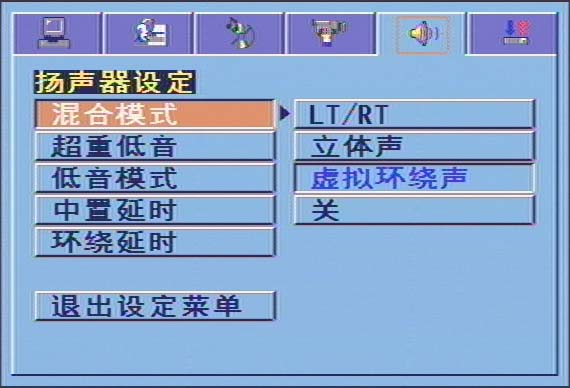 扬声器设定
混合模式
超重低音
低音模式
中置延时
环绕延时
退出设定菜单
LT/RT
立体声
虚拟环绕声
关